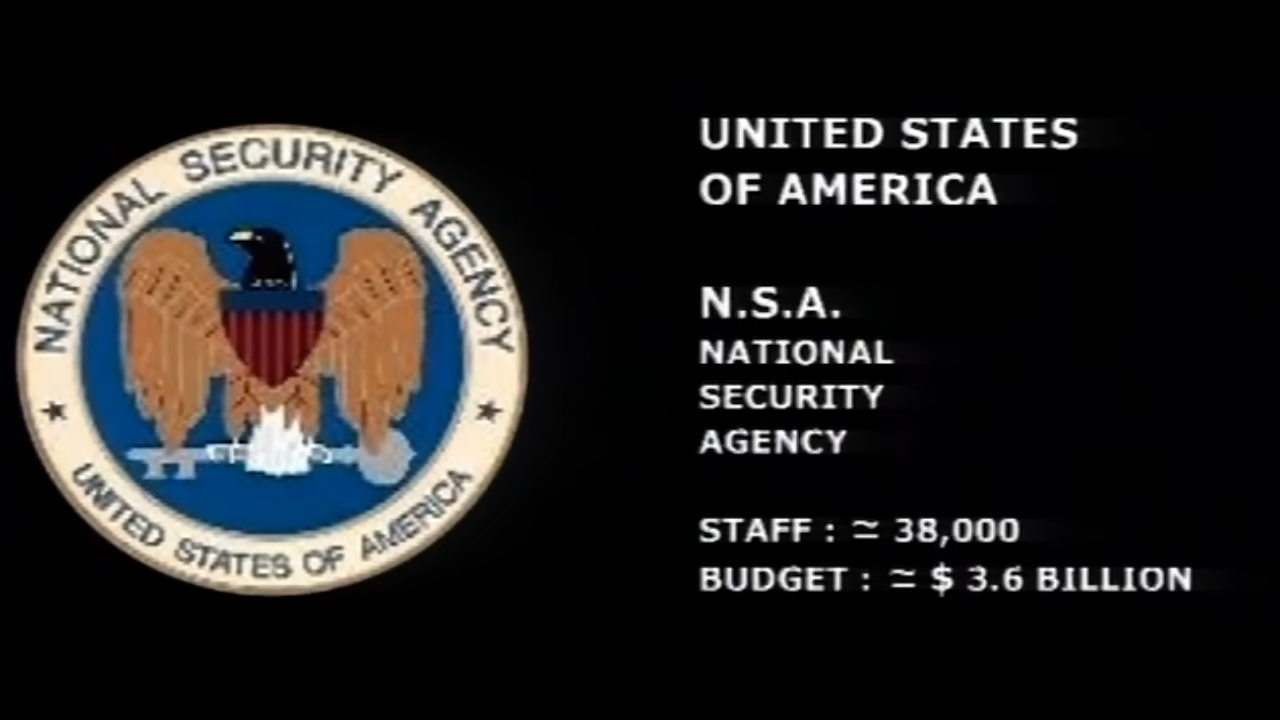 NATIONAL SECURITY AGENCY
UNITED STATES OF AMERICA
UNITED STATES
OF AMERICA
N.S.A.
NATIONAL
SECURITY
AGENCY
STAFF : ≃ 38,000
BUDGET : ≃ $ 3.6 BILLION